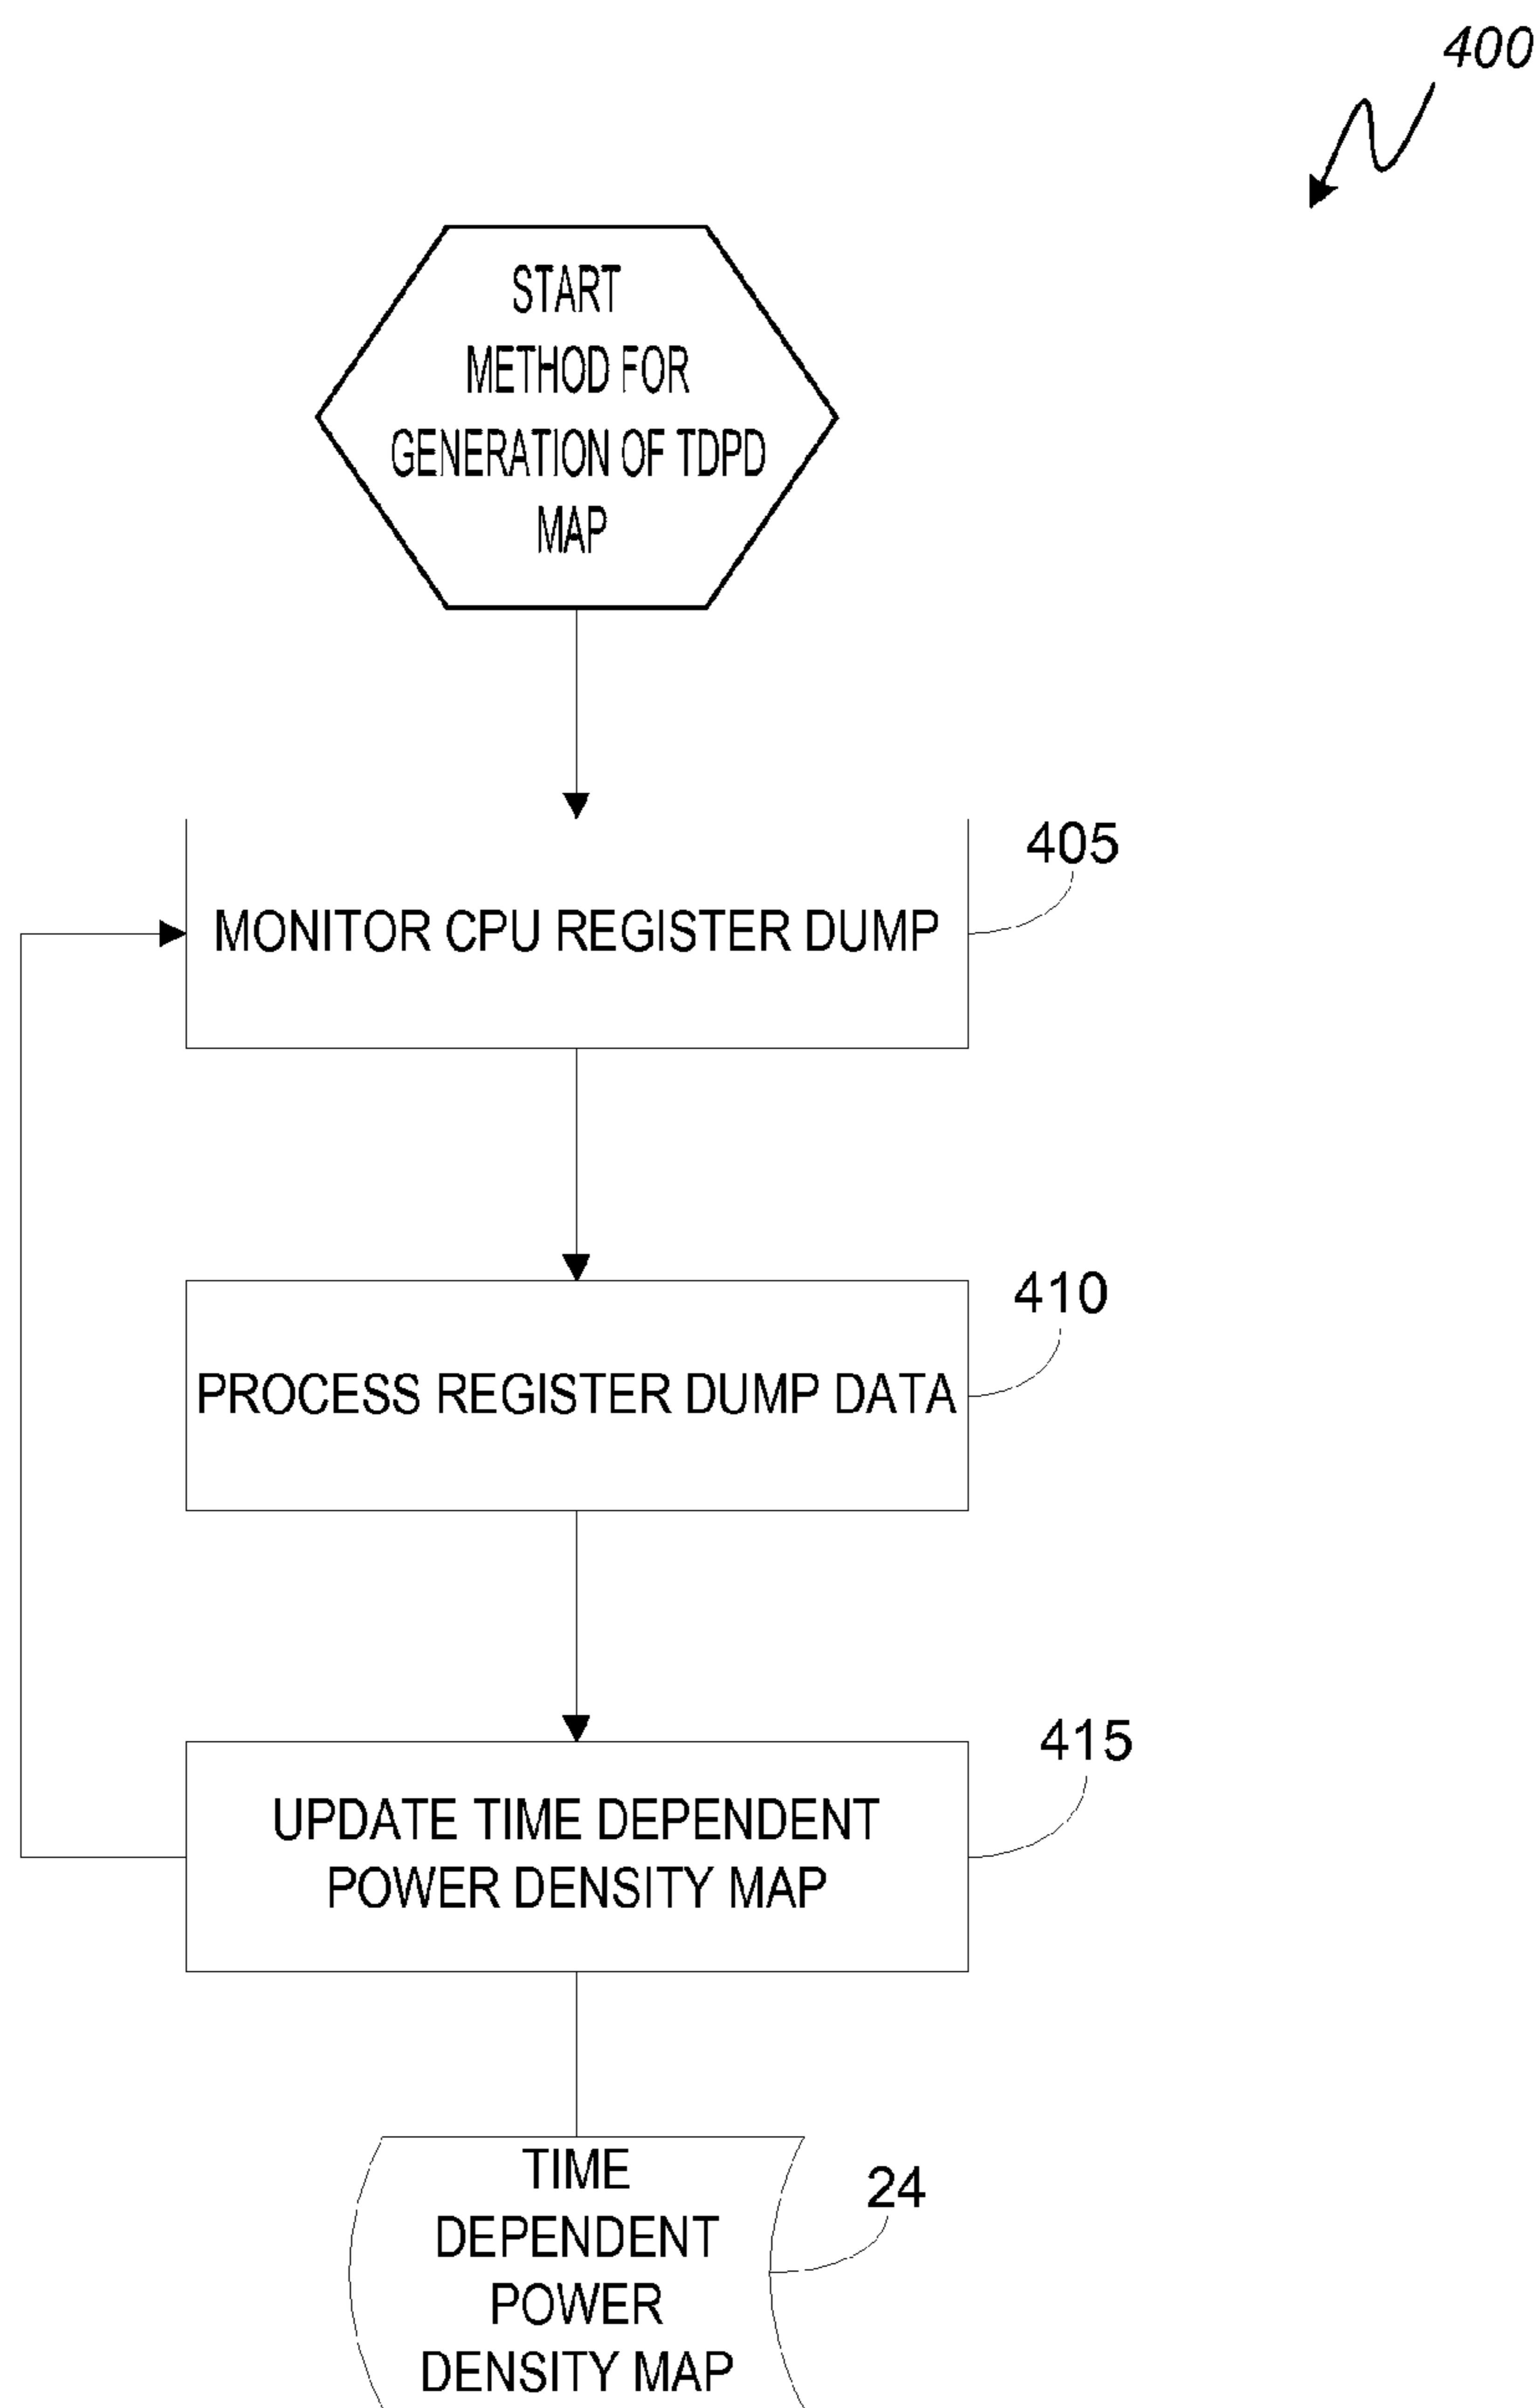 400
START
METHOD FOR
GENERATION OF TDPD
MAP
405
MONITOR CPU REGISTER DUMP
410
PROCESS REGISTER DUMP DATA
415
UPDATE TIME DEPENDENT
POWER DENSITY MAP
TIME
24
DEPENDENT
POWER
DENSITY MAP